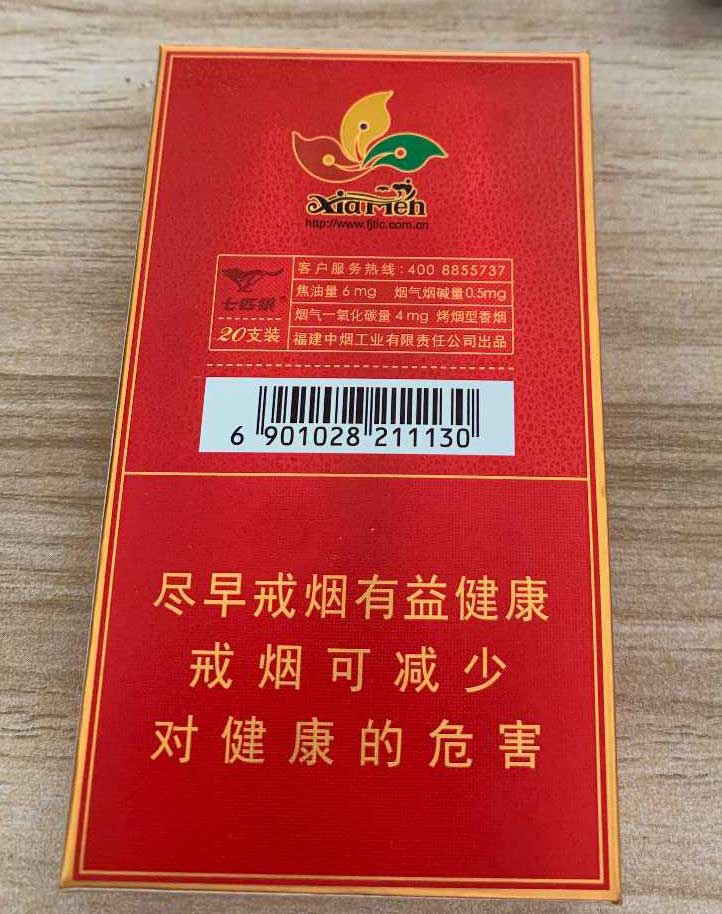 XiaMen
http://www.fjtic.com.cn
客户服务热线:400 8855737
焦油量 6 mg 烟气烟碱量0.5mg
七匹狼®
烟气一氧化碳量 4 mg 烤烟型香烟
20支装
福建中烟工业有限责任公司出品
6 901028 211130
尽早戒烟有益健康
戒烟可减少
对健康的危害